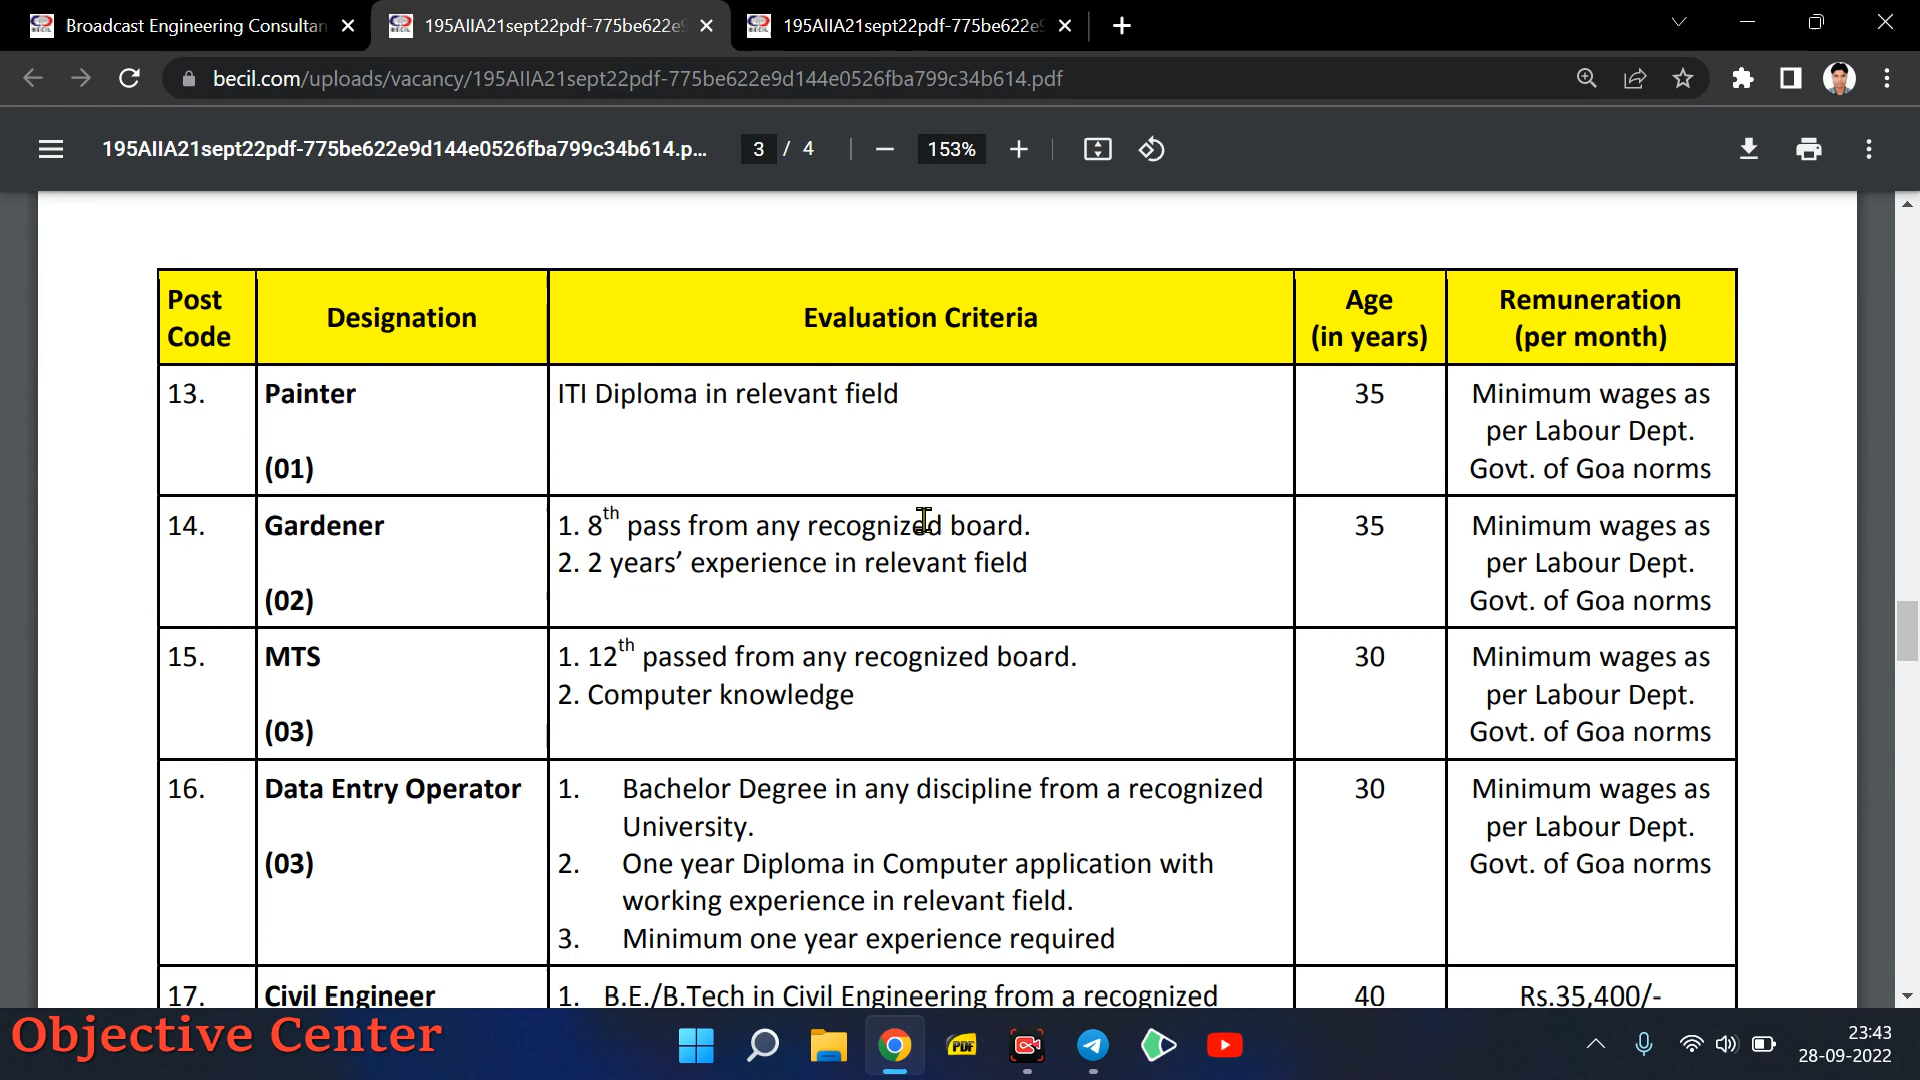 Broadcast Engineering Consultan
195AIIA21sept22pdf-775be622e9
195AIIA21sept22pdf-775be622e9
becil.com/uploads/vacancy/195AIIA21sept22pdf-775be622e9d144e0526fba799c34b614.pdf
195AIIA21sept22pdf-775be622e9d144e0526fba799c34b614.p...
3 / 4
153%
Post Code
Designation
Evaluation Criteria
Age (in years)
Remuneration (per month)
13.
Painter
(01)
ITI Diploma in relevant field
35
Minimum wages as
per Labour Dept.
Govt. of Goa norms
14.
Gardener
(02)
1. 8th pass from any recognized board.
2. 2 years’ experience in relevant field
35
Minimum wages as
per Labour Dept.
Govt. of Goa norms
15.
MTS
(03)
1. 12th passed from any recognized board.
2. Computer knowledge
30
Minimum wages as
per Labour Dept.
Govt. of Goa norms
16.
Data Entry Operator
(03)
1. Bachelor Degree in any discipline from a recognized
University.
2. One year Diploma in Computer application with
working experience in relevant field.
3. Minimum one year experience required
30
Minimum wages as
per Labour Dept.
Govt. of Goa norms
17.
Civil Engineer
1. B.E./B.Tech in Civil Engineering from a recognized
40
Rs.35,400/-
Objective Center
PDF
23:43
28-09-2022